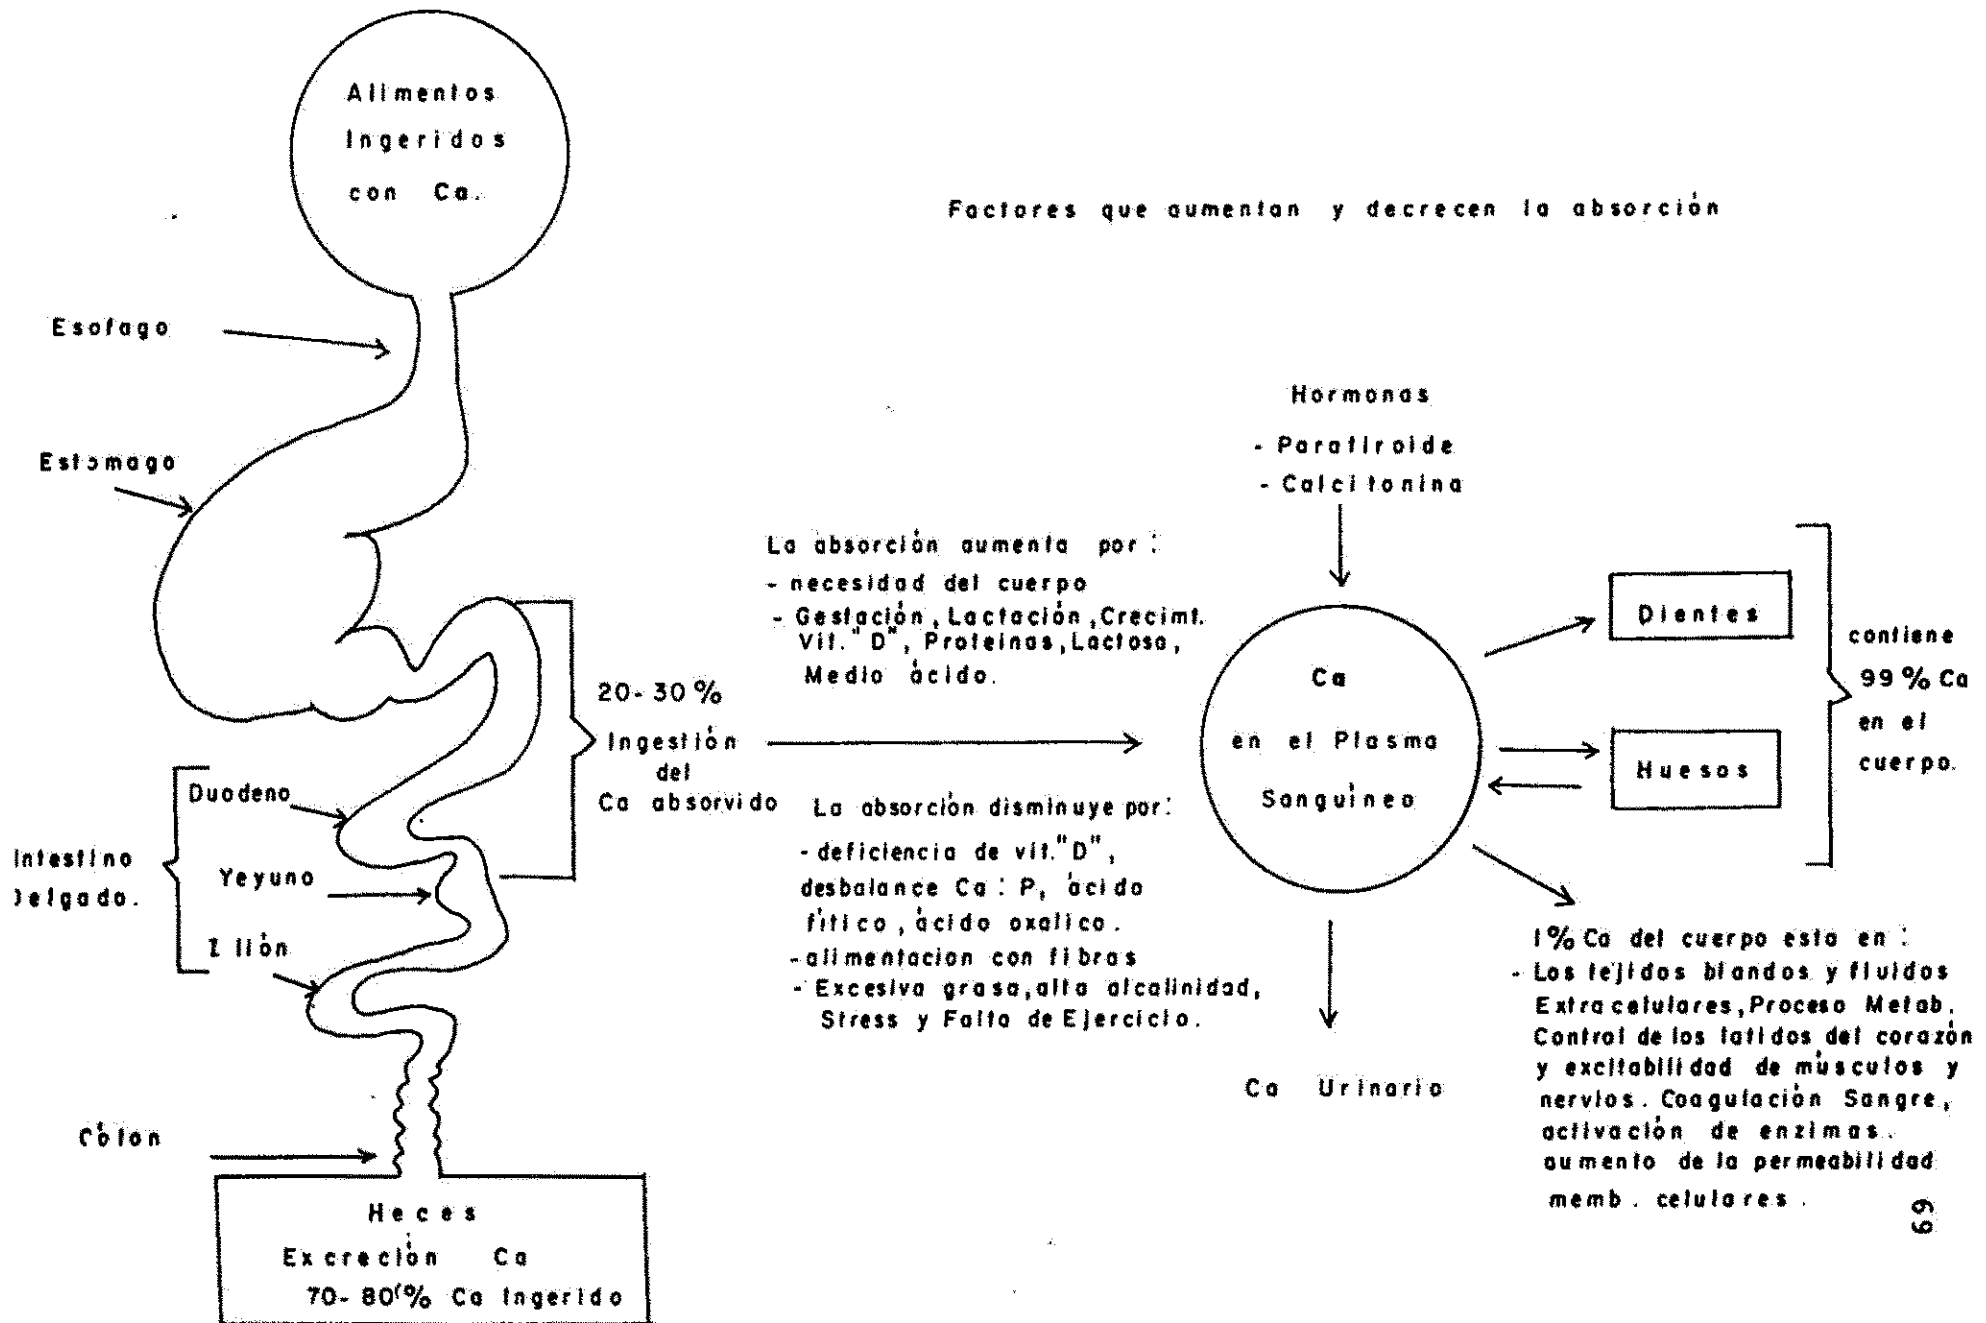 Alimentos
Ingeridos
con Ca.
Factores que aumentan y decrecen la absorción
Esofago
Estomago
Hormonas
- Paratiroide
- Calcitonina
La absorción aumenta por :
- necesidad del cuerpo
- Gestación, Lactación, Crecimt.
Vit. "D", Proteinas, Lactosa,
Medio ácido.
20-30 %
Ingestión
del
Ca absorvido
La absorción disminuye por:
- deficiencia de vit. "D",
desbalance Ca : P, ácido
fítico, ácido oxalico.
- alimentacion con fibras
- Excesiva grasa, alta alcalinidad,
Stress y Falta de Ejercicio.
Ca
en el Plasma
Sanguíneo
Dientes
Huesos
contiene
99 % Ca
en el
cuerpo.
Intestino
Delgado.
Duodeno
Yeyuno
Illión
Ca Urinario
1% Ca del cuerpo esta en :
- Los tejidos blandos y fluidos
Extracelulares, Proceso Metab.
Control de los latidos del corazón
y excitabilidad de músculos y
nervios. Coagulación Sangre,
activación de enzimas.
aumento de la permeabilidad
memb. celulares.
Cólon
Heces
Excreción Ca
70-80% Ca Ingerido
69